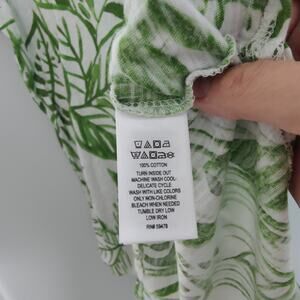 100% COTTON
TURN INSIDE OUT
MACHINE WASH COOL-
DELICATE CYCLE
WASH WITH LIKE COLORS
ONLY NON-CHLORINE
BLEACH WHEN NEEDED
TUMBLE DRY LOW
LOW IRON
RN# 59478